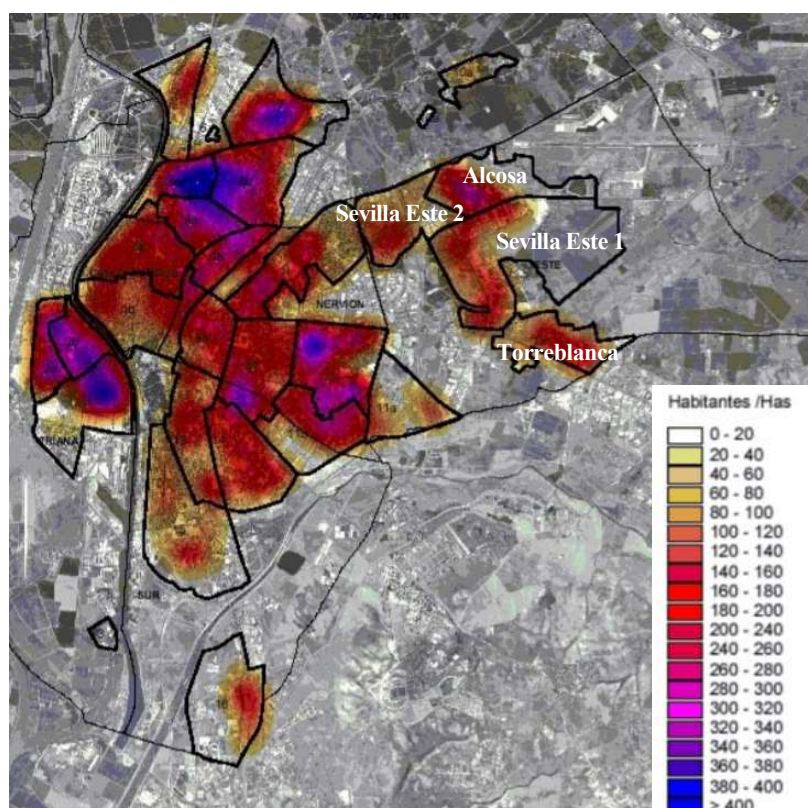 MACARENA
Alcosa
Sevilla Este 2
Sevilla Este 1
ESTE
NERVION
Torreblanca
11a
TRIANA
SUR
Habitantes /Has
0 - 20
20 - 40
40 - 60
60 - 80
80 - 100
100 - 120
120 - 140
140 - 160
160 - 180
180 - 200
200 - 240
240 - 260
260 - 280
280 - 300
300 - 320
320 - 340
340 - 360
360 - 380
380 - 400
400